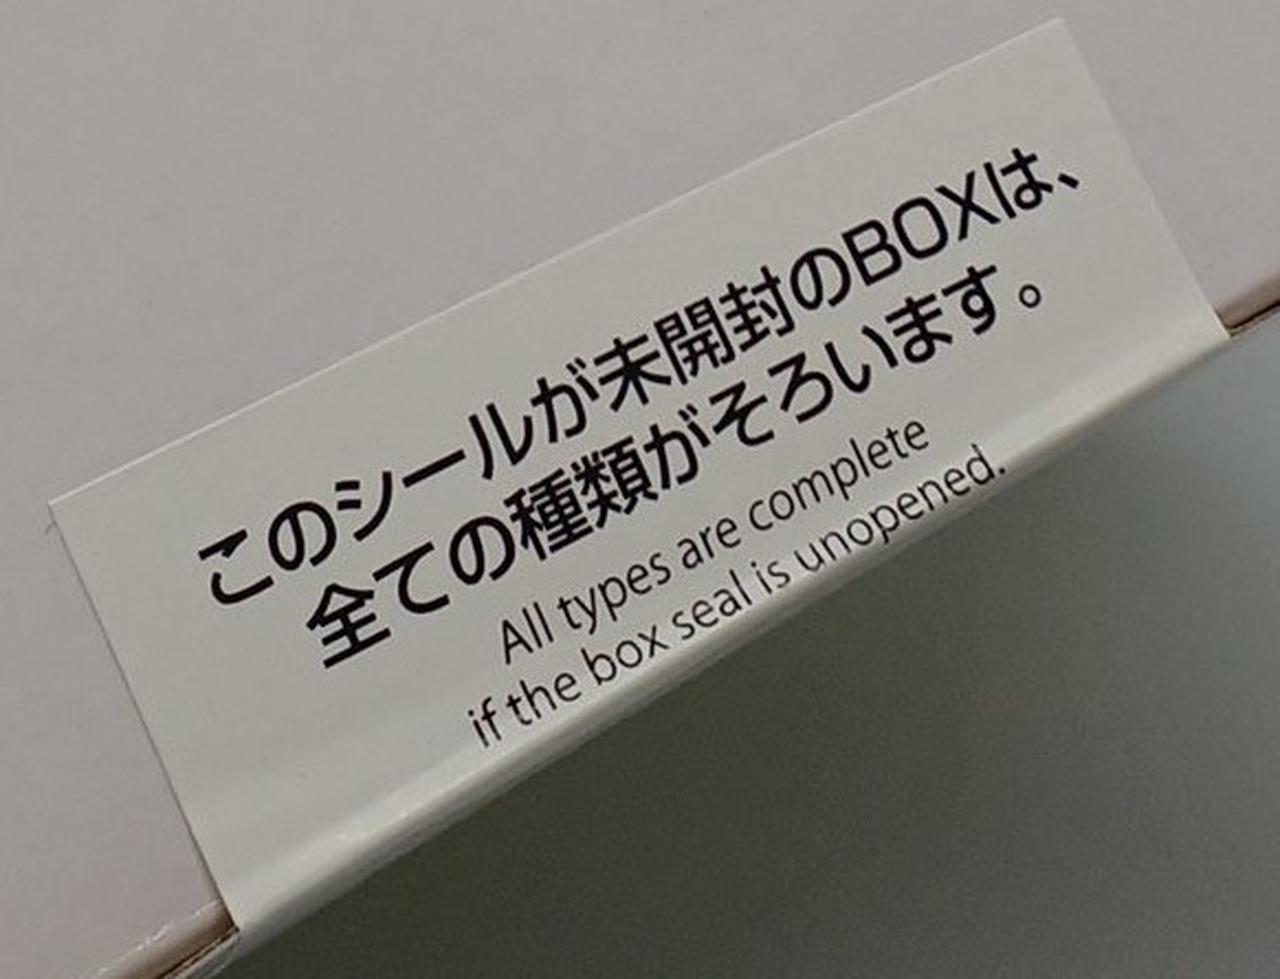 このシールが未開封のBOXは、
全ての種類がそろいます。
All types are complete
if the box seal is unopened.